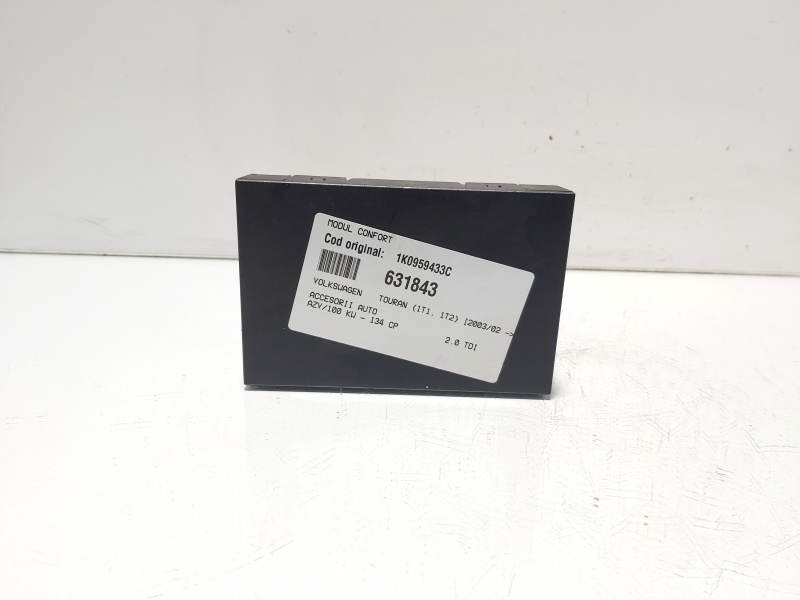 MODUL CONFORT
Cod original: 1K0959433C
631843
VOLKSWAGEN TOURAN (1T1, 1T2) [2003/02 ->
ACCESORII AUTO
AZV/100 KW - 134 CP 2.0 TDI